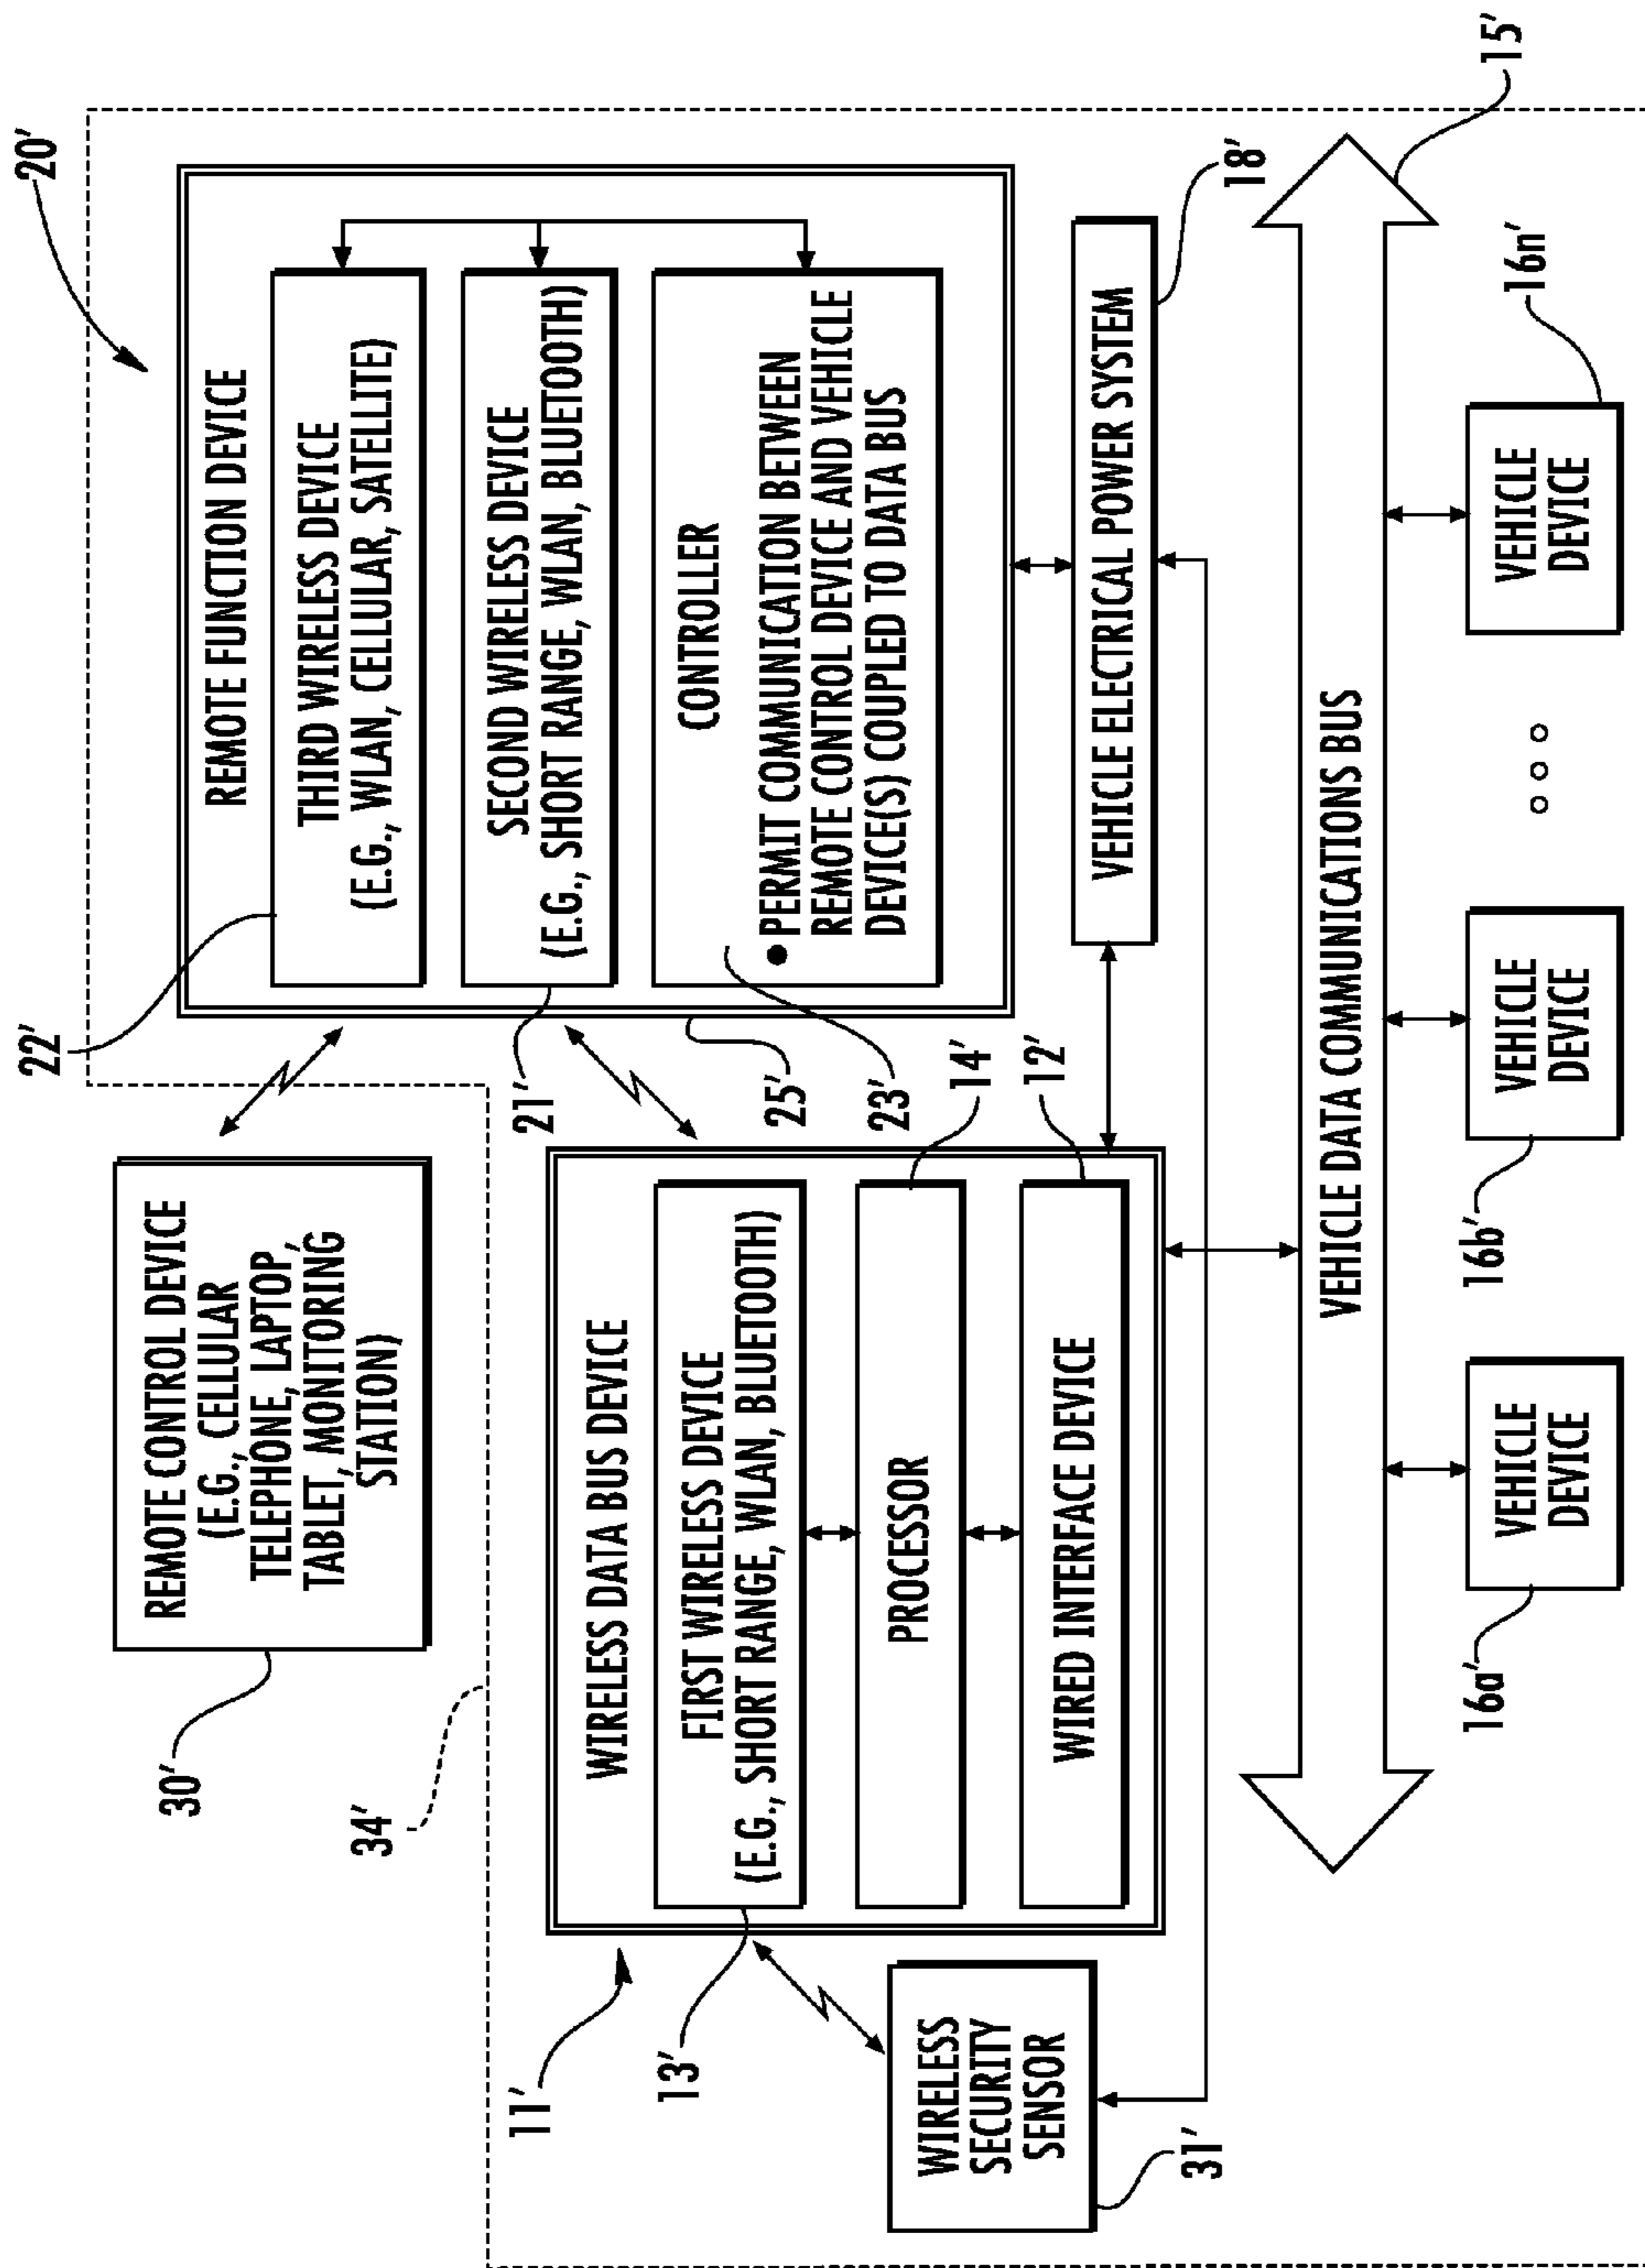 20'
REMOTE FUNCTION DEVICE
THIRD WIRELESS DEVICE
(E.G., WLAN, CELLULAR, SATELLITE)
22'
SECOND WIRELESS DEVICE
(E.G., SHORT RANGE, WLAN, BLUETOOTH)
21'
CONTROLLER
● PERMIT COMMUNICATION BETWEEN
REMOTE CONTROL DEVICE AND VEHICLE
DEVICE(S) COUPLED TO DATA BUS
25'
23'
REMOTE CONTROL DEVICE
(E.G., CELLULAR
TELEPHONE, LAPTOP,
TABLET, MONITORING
STATION)
30'
34'
WIRELESS DATA BUS DEVICE
FIRST WIRELESS DEVICE
(E.G., SHORT RANGE, WLAN, BLUETOOTH)
PROCESSOR
WIRED INTERFACE DEVICE
14'
12'
11'
13'
WIRELESS
SECURITY
SENSOR
31'
VEHICLE ELECTRICAL POWER SYSTEM
18'
VEHICLE DATA COMMUNICATIONS BUS
15'
VEHICLE
DEVICE
16a'
VEHICLE
DEVICE
16b'
VEHICLE
DEVICE
16n'